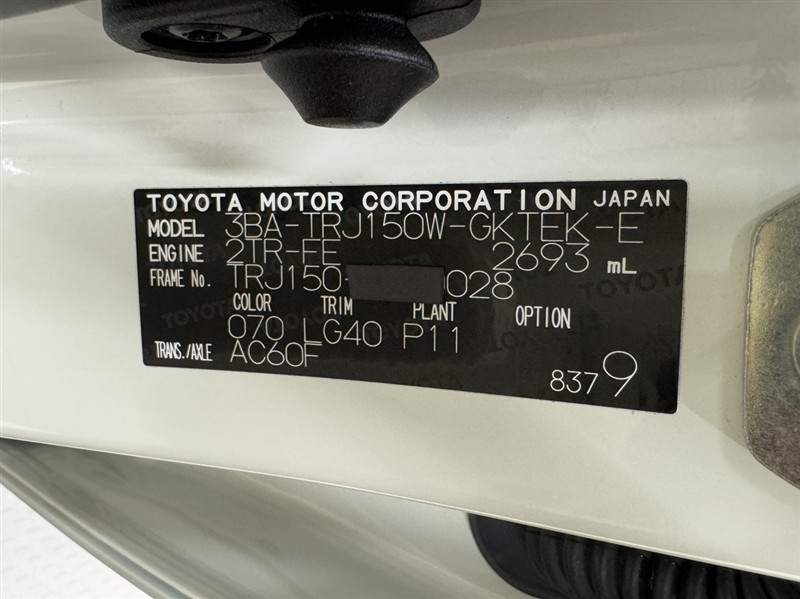 TOYOTA MOTOR CORPORATION JAPAN
MODEL 3BA-TRJ150W-GKTEK-E
ENGINE 2TR-FE 2693 mL
FRAME No. TRJ150- 028
COLOR TRIM PLANT OPTION
070 LG40 P11
TRANS./AXLE AC60F
8379